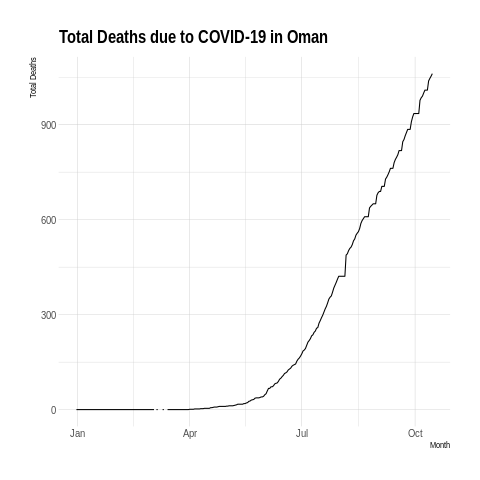 Total Deaths due to COVID-19 in Oman
Total Deaths
900
600
300
0
Jan Apr Jul Oct
Month